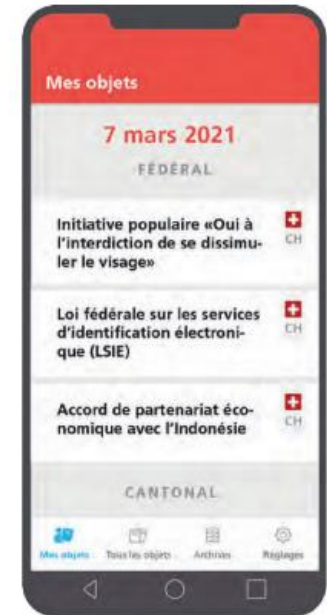 Mes objets
7 mars 2021
FÉDÉRAL
Initiative populaire «Oui à
l'interdiction de se dissimu-
ler le visage»
CH
Loi fédérale sur les services
d'identification électroni-
que (LSIE)
CH
Accord de partenariat éco-
nomique avec l'Indonésie
CH
CANTONAL
Mes objets
Tous les objets
Archives
Réglages